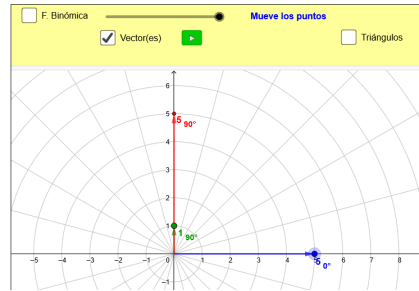 F. Binómica
Mueve los puntos
Vector(es)
Triángulos
6
5 90°
4
3
2
1
1 90°
-5 -4 -3 -2 -1 0 1 2 3 4 5 6 7 8
5 0°
-1